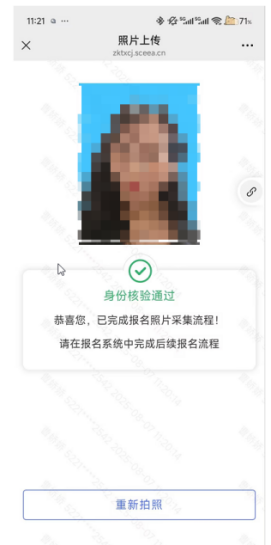 11:21
照片上传
zktxcj.sceea.cn
身份核验通过
恭喜您，已完成报名照片采集流程！
请在报名系统中完成后续报名流程
重新拍照